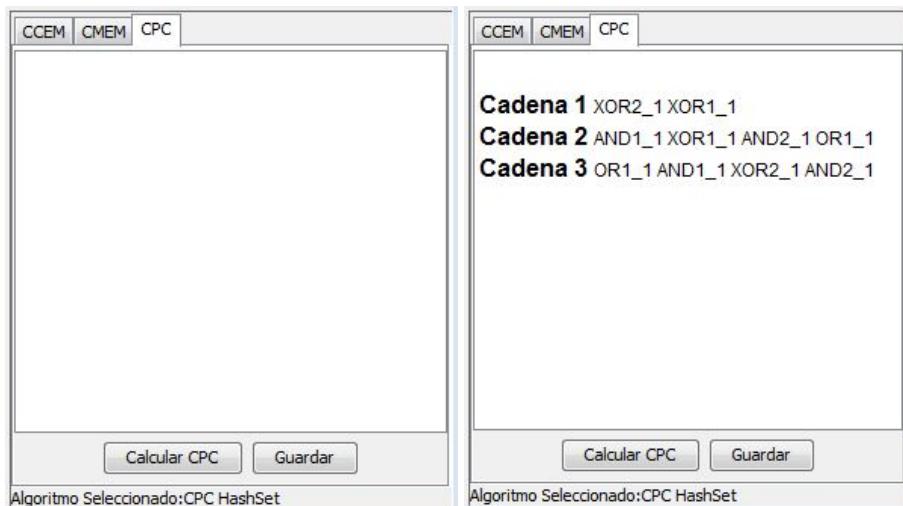 CCEM CMEM CPC
Calcular CPC Guardar
Algoritmo Seleccionado:CPC HashSet
CCEM CMEM CPC
Cadena 1 XOR2_1 XOR1_1
Cadena 2 AND1_1 XOR1_1 AND2_1 OR1_1
Cadena 3 OR1_1 AND1_1 XOR2_1 AND2_1
Calcular CPC Guardar
Algoritmo Seleccionado:CPC HashSet